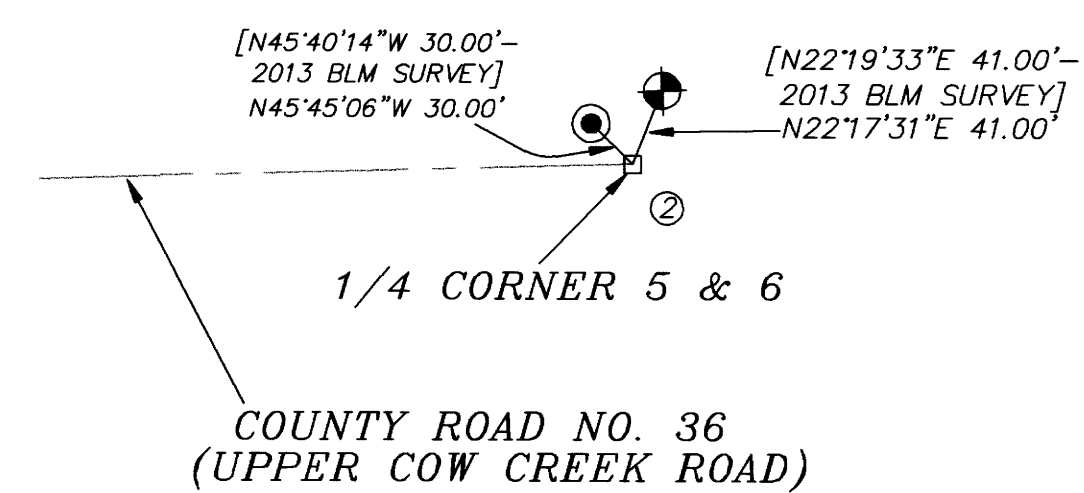 [N45°40'14"W 30.00'–
2013 BLM SURVEY]
N45°45'06"W 30.00'
[N22°19'33"E 41.00'–
2013 BLM SURVEY]
N22°17'31"E 41.00'
2
1/4 CORNER 5 & 6
COUNTY ROAD NO. 36
(UPPER COW CREEK ROAD)